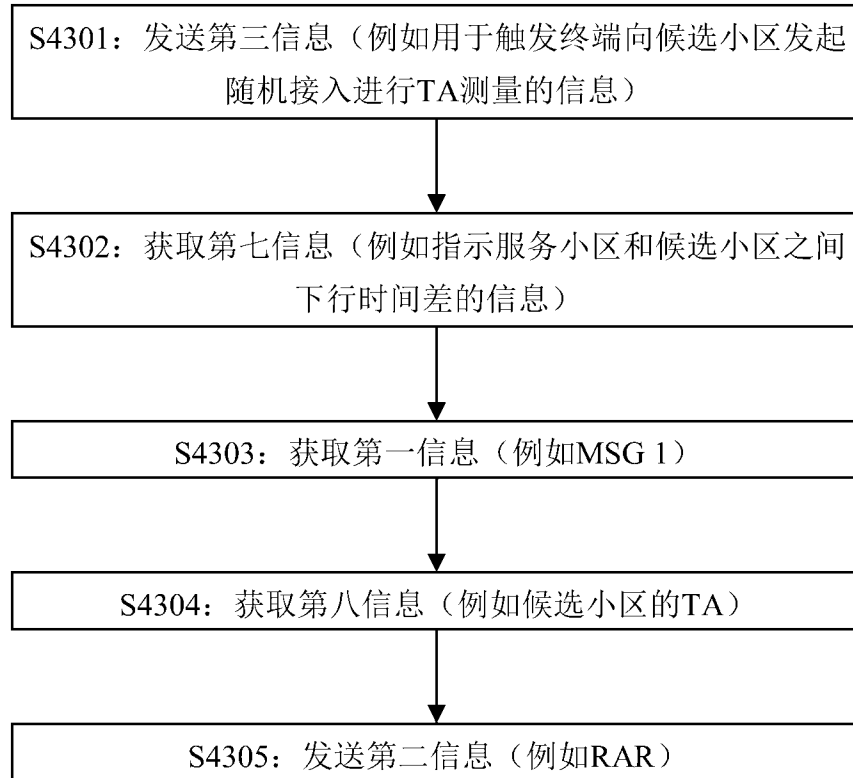 S4301：发送第三信息（例如用于触发终端向候选小区发起
随机接入进行TA测量的信息）
S4302：获取第七信息（例如指示服务小区和候选小区之间
下行时间差的信息）
S4303：获取第一信息（例如MSG 1）
S4304：获取第八信息（例如候选小区的TA）
S4305：发送第二信息（例如RAR）